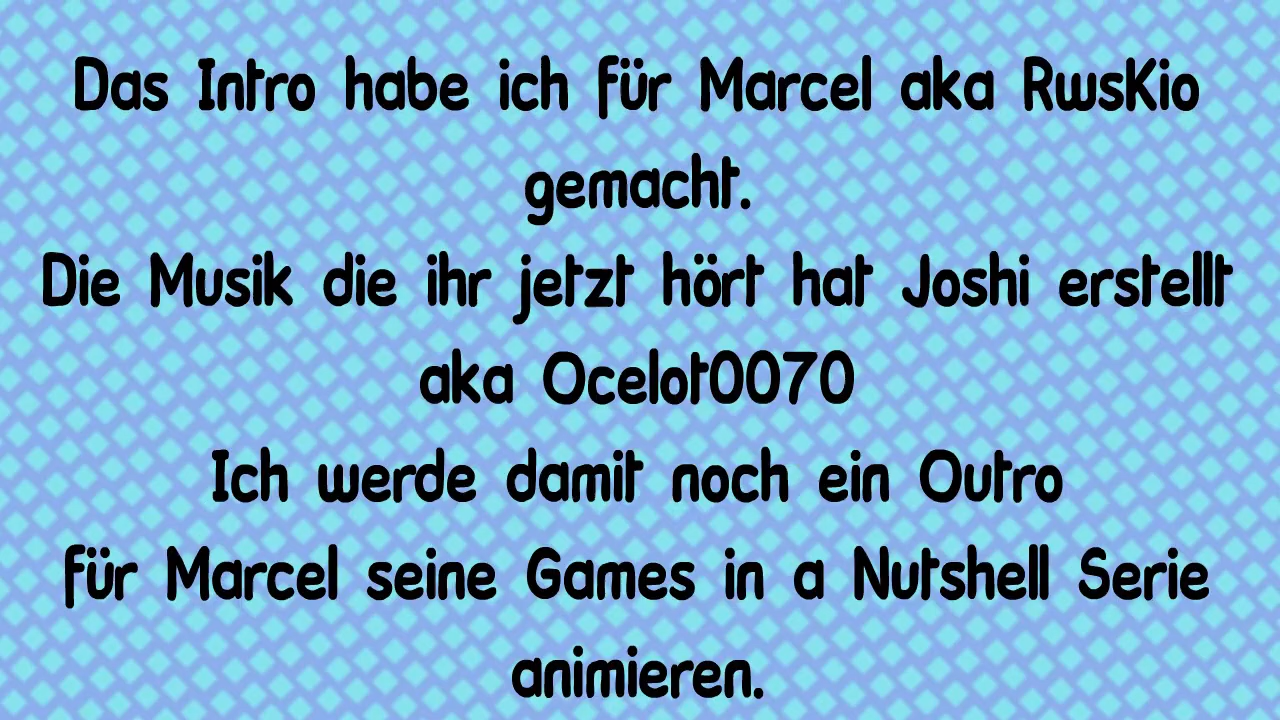 Das Intro habe ich für Marcel aka RwsKio
gemacht.
Die Musik die ihr jetzt hört hat Joshi erstellt
aka Ocelot0070
Ich werde damit noch ein Outro
für Marcel seine Games in a Nutshell Serie
animieren.